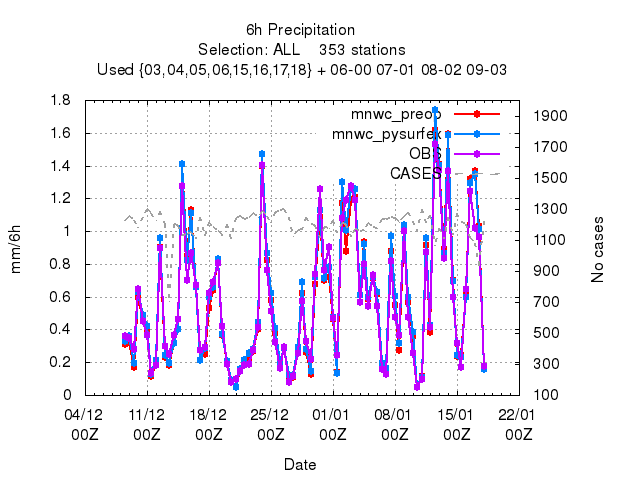 6h Precipitation
Selection: ALL    353 stations
Used {03,04,05,06,15,16,17,18} + 06-00 07-01 08-02 09-03
mm/6h
1.8
1.6
1.4
1.2
1
0.8
0.6
0.4
0.2
0
mnwc_preop
mnwc_pysurfex
OBS
CASES
1900
1700
1500
1300
1100
900
700
500
300
100
No cases
04/12 11/12 18/12 25/12 01/01 08/01 15/01 22/01
00Z 00Z 00Z 00Z 00Z 00Z 00Z 00Z
Date